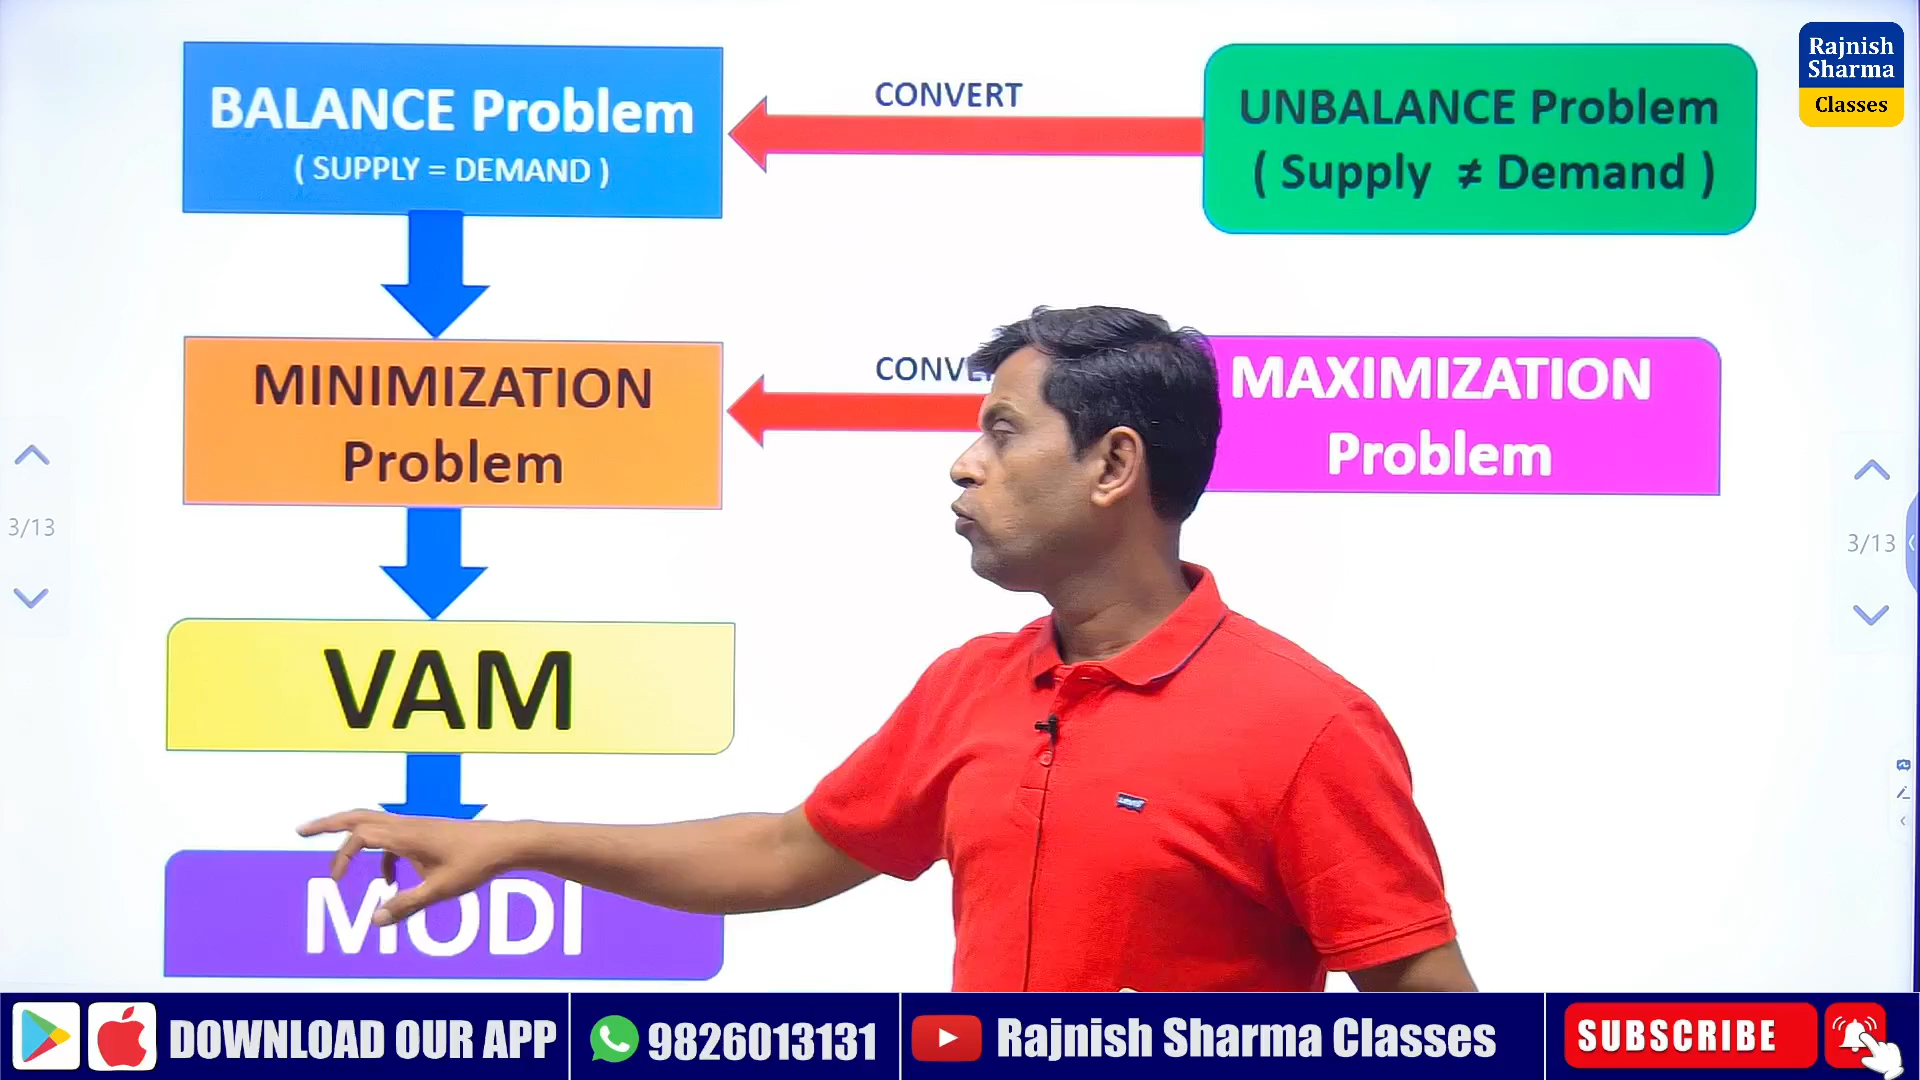 BALANCE Problem
( SUPPLY = DEMAND )
CONVERT
UNBALANCE Problem
( Supply ≠ Demand )
Rajnish
Sharma
Classes
MINIMIZATION
Problem
MAXIMIZATION
Problem
3/13
3/13
VAM
MODI
DOWNLOAD OUR APP
9826013131
Rajnish Sharma Classes
SUBSCRIBE